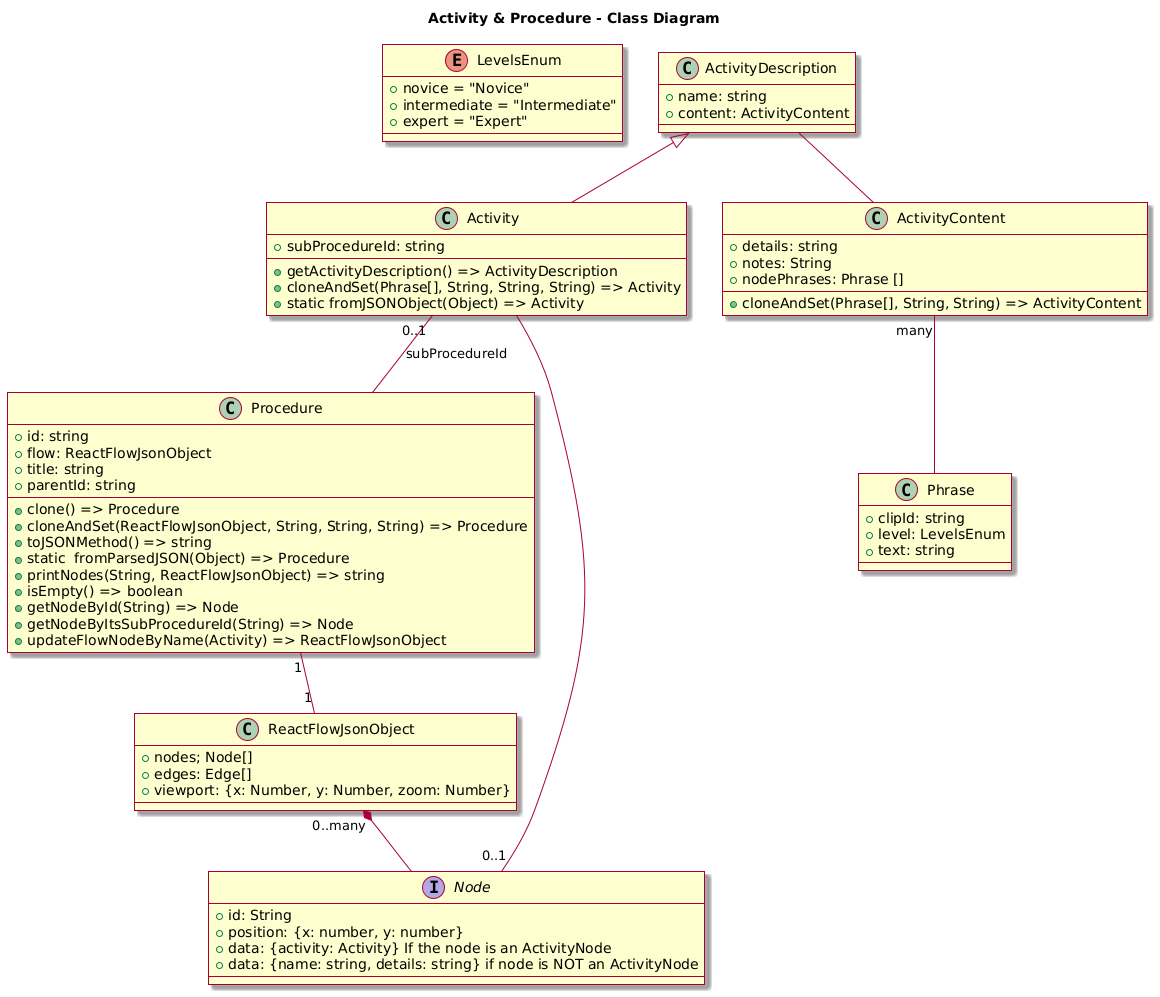 Activity & Procedure - Class Diagram
E LevelsEnum
novice = "Novice"
intermediate = "Intermediate"
expert = "Expert"
C ActivityDescription
name: string
content: ActivityContent
C Activity
subProcedureId: string
getActivityDescription() => ActivityDescription
cloneAndSet(Phrase[], String, String, String) => Activity
static fromJSONObject(Object) => Activity
C ActivityContent
details: string
notes: String
nodePhrases: Phrase []
cloneAndSet(Phrase[], String, String) => ActivityContent
0..1
subProcedureId
many
C Procedure
id: string
flow: ReactFlowJsonObject
title: string
parentId: string
clone() => Procedure
cloneAndSet(ReactFlowJsonObject, String, String, String) => Procedure
toJSONMethod() => string
static  fromParsedJSON(Object) => Procedure
printNodes(String, ReactFlowJsonObject) => string
isEmpty() => boolean
getNodeById(String) => Node
getNodeByItsSubProcedureId(String) => Node
updateFlowNodeByName(Activity) => ReactFlowJsonObject
C Phrase
clipId: string
level: LevelsEnum
text: string
1
1
C ReactFlowJsonObject
nodes; Node[]
edges: Edge[]
viewport: {x: Number, y: Number, zoom: Number}
0..many
0..1
I Node
id: String
position: {x: number, y: number}
data: {activity: Activity} If the node is an ActivityNode
data: {name: string, details: string} if node is NOT an ActivityNode